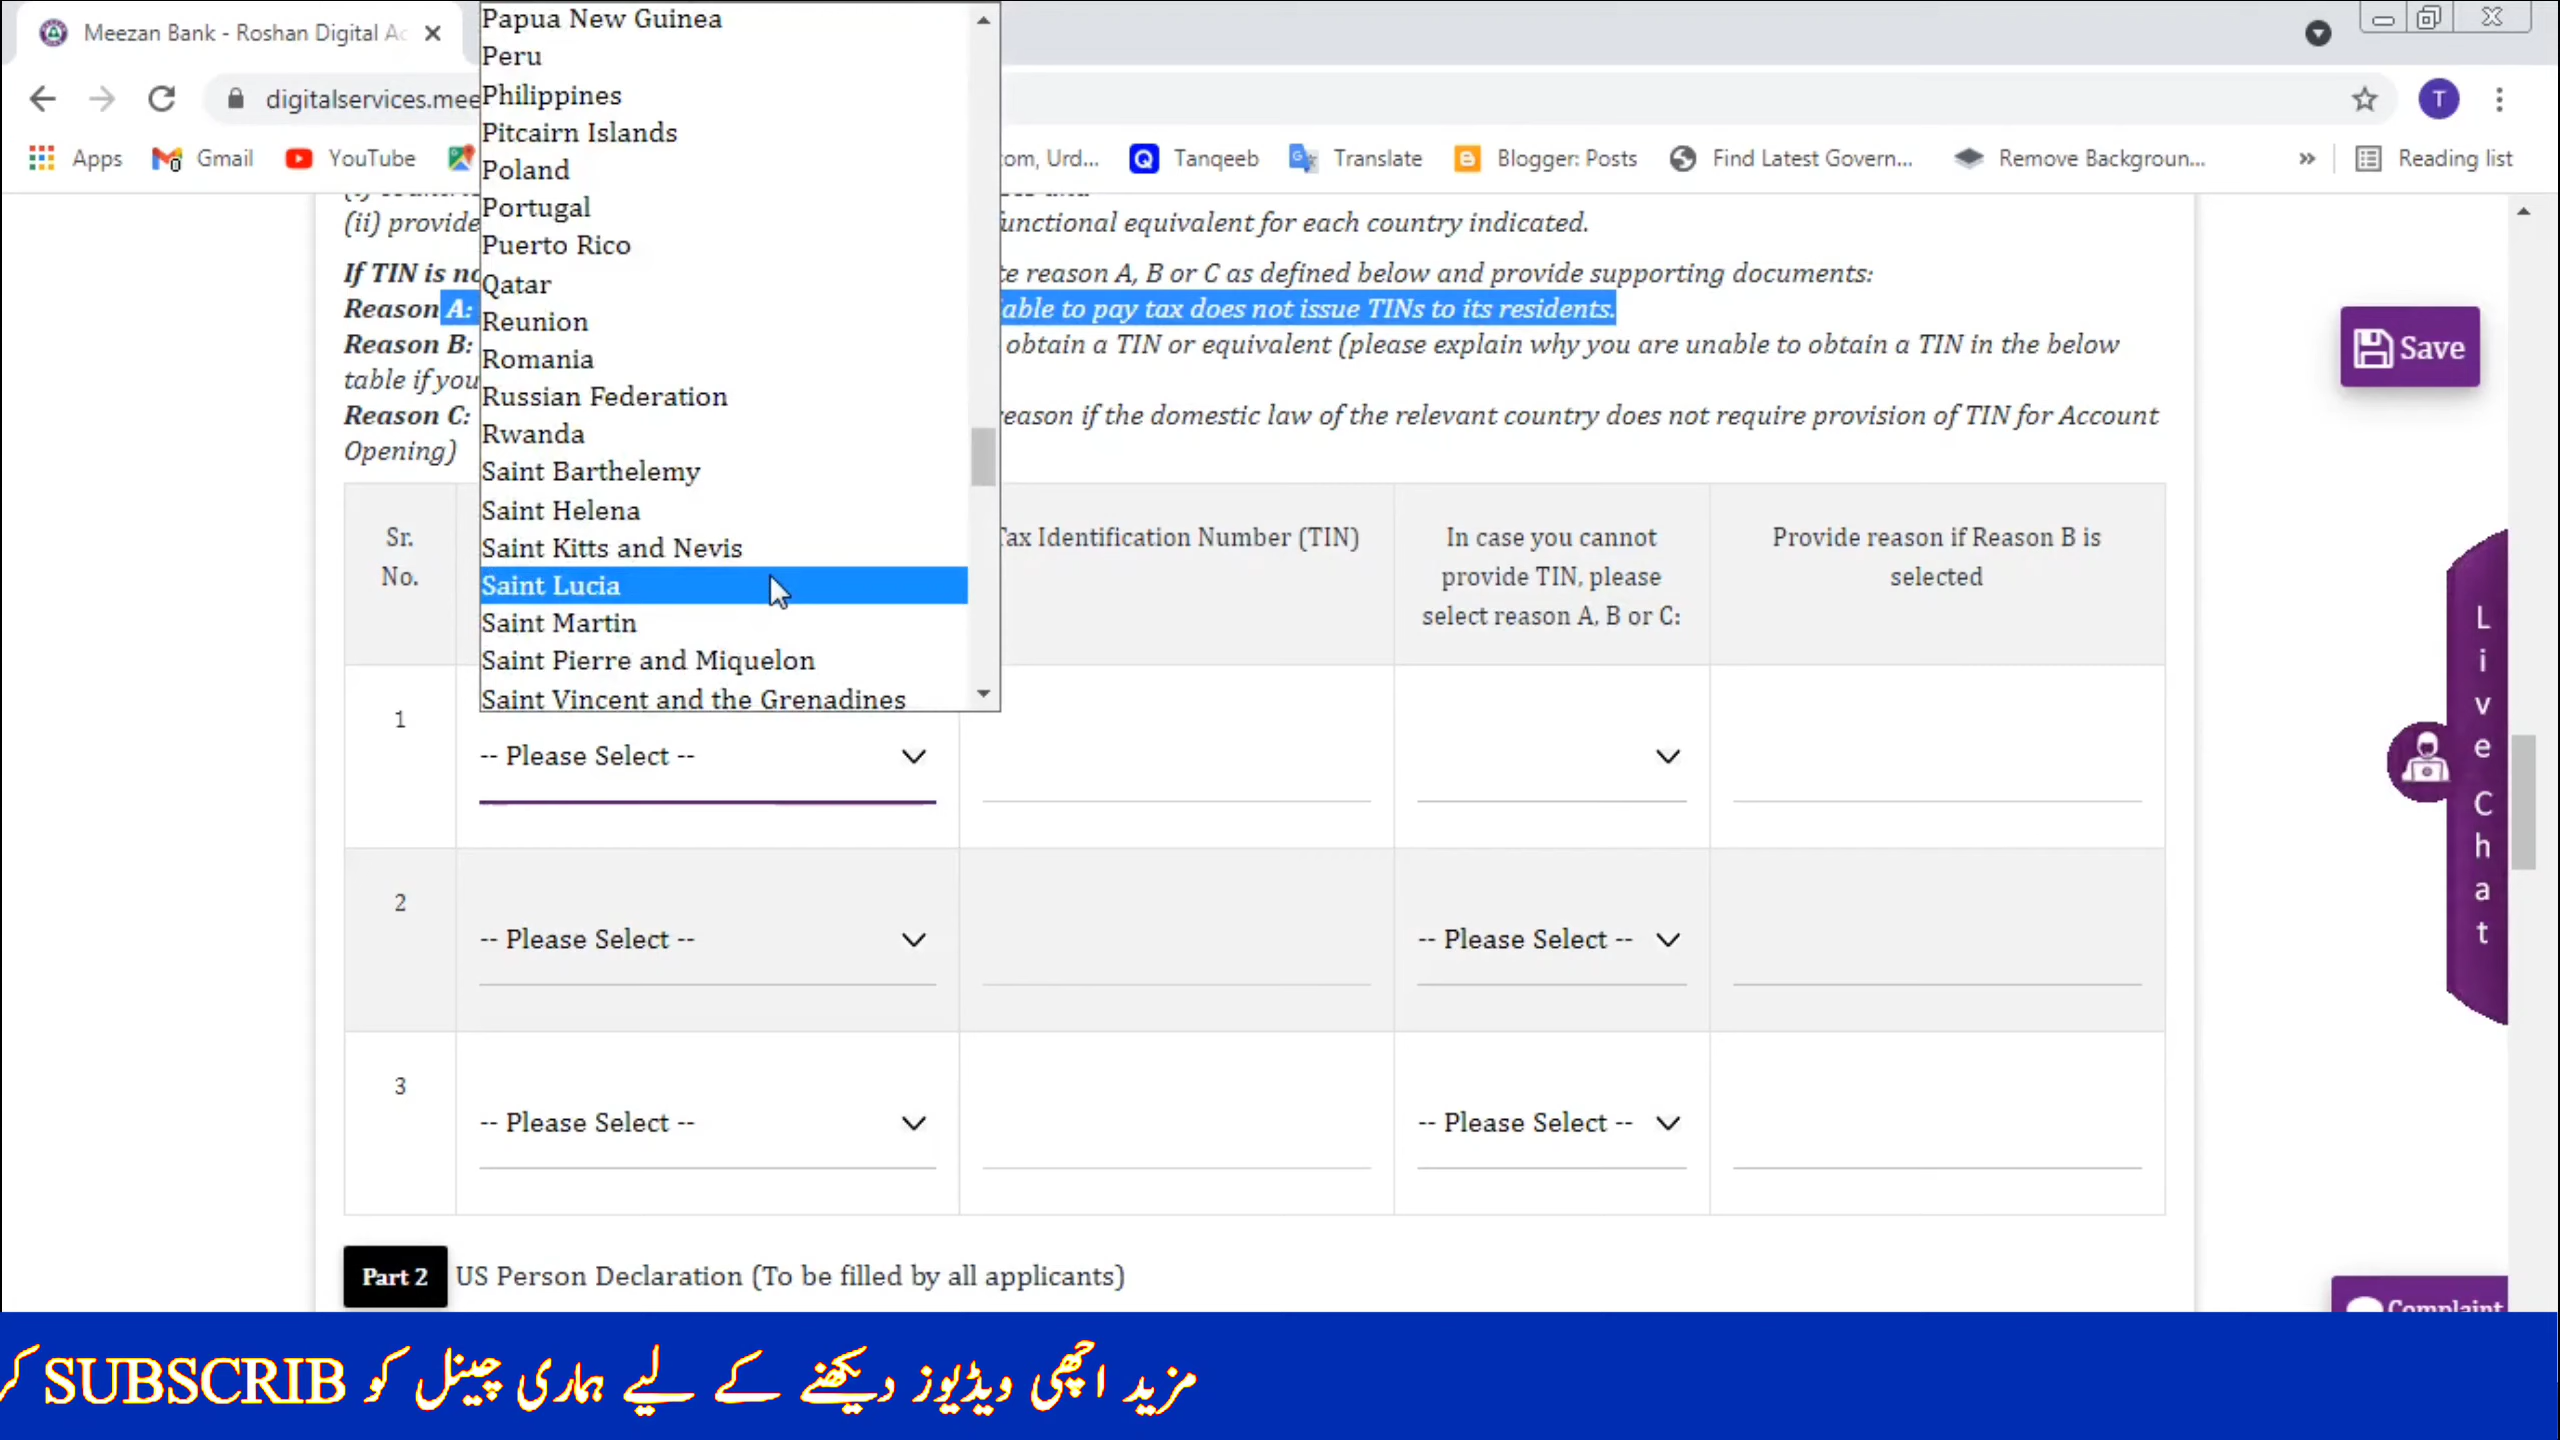 Meezan Bank - Roshan Digital Ac
digitalservices.mee
T
Apps
Gmail
YouTube
om, Urd...
Tanqeeb
Translate
Blogger: Posts
Find Latest Govern...
Remove Backgroun...
»
Reading list
Papua New Guinea
Peru
Philippines
Pitcairn Islands
Poland
Portugal
Puerto Rico
Qatar
Reunion
Romania
Russian Federation
Rwanda
Saint Barthelemy
Saint Helena
Saint Kitts and Nevis
Saint Lucia
Saint Martin
Saint Pierre and Miquelon
Saint Vincent and the Grenadines
(ii) provide
unctional equivalent for each country indicated.
If TIN is no
te reason A, B or C as defined below and provide supporting documents:
Reason A:
able to pay tax does not issue TINs to its residents.
Reason B:
obtain a TIN or equivalent (please explain why you are unable to obtain a TIN in the below
table if you
Reason C:
reason if the domestic law of the relevant country does not require provision of TIN for Account
Opening)
Save
Sr.
No.
Tax Identification Number (TIN)
In case you cannot
provide TIN, please
select reason A, B or C:
Provide reason if Reason B is
selected
1
-- Please Select --
2
-- Please Select --
-- Please Select --
3
-- Please Select --
-- Please Select --
Live Chat
Part 2
US Person Declaration (To be filled by all applicants)
Complaint
مزید اچھی ویڈیوز دیکھنے کے لیے ہماری چینل کو SUBSCRIB کر